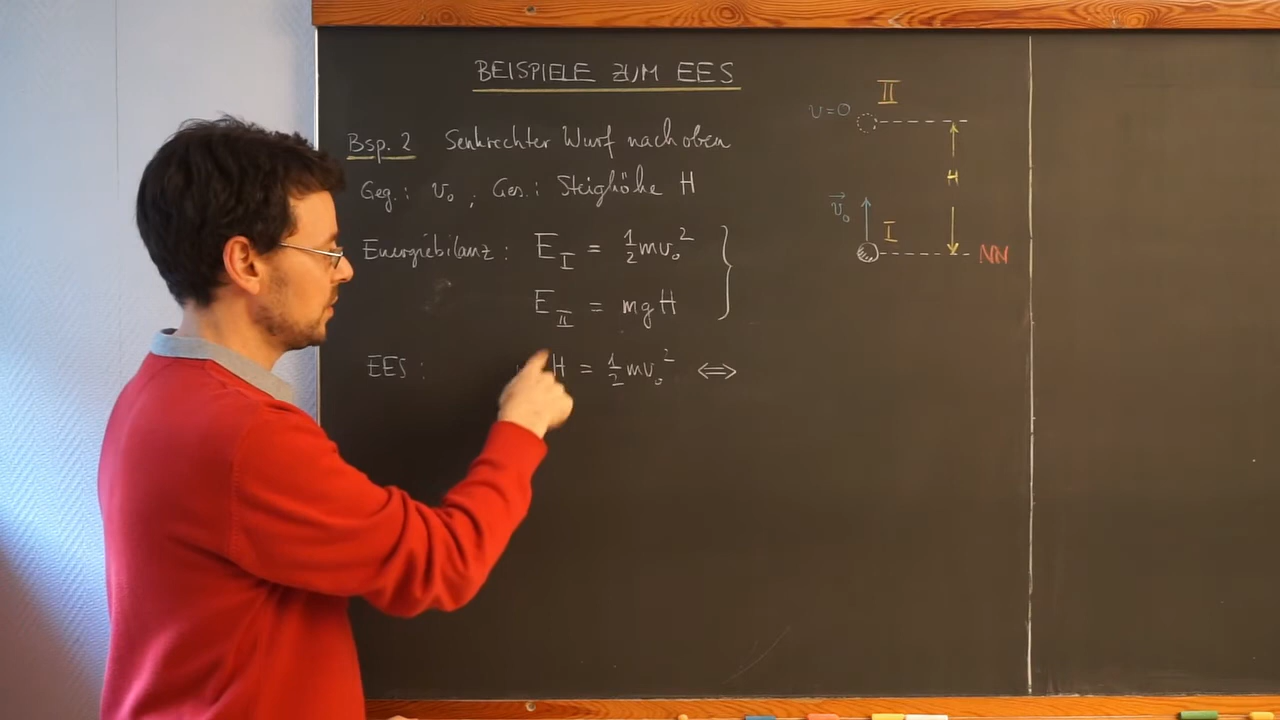 BEISPIELE ZUM EES
Bsp. 2 Senkrechter Wurf nach oben
Geg.: v₀ , Ges.: Steighöhe H
Energiebilanz: E_I = ½mv₀²
E_II = mgH
EES: H = ½mv₀² ⇔
II
v=0
H
v⃗₀
I
NN